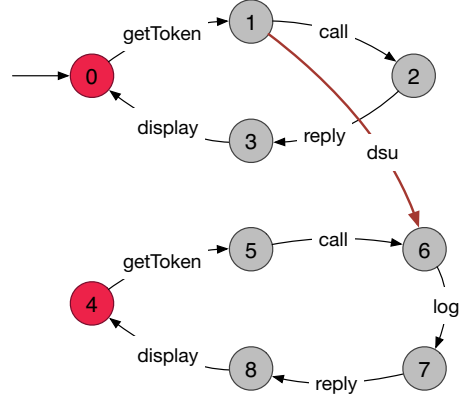 1
getToken
call
0
2
display
3
reply
dsu
getToken
5
call
6
4
log
display
8
reply
7